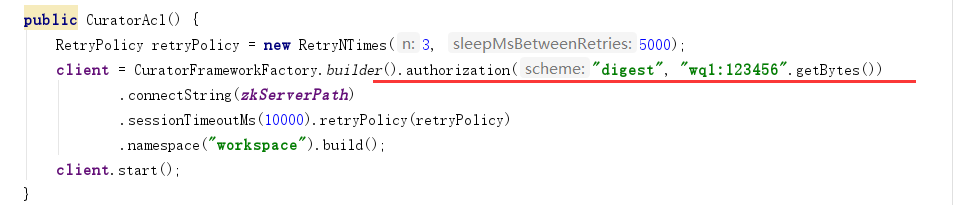 public CuratorAcl() {
RetryPolicy retryPolicy = new RetryNTimes( n: 3, sleepMsBetweenRetries: 5000);
client = CuratorFrameworkFactory.builder().authorization( scheme: "digest", "wq1:123456".getBytes())
.connectString(zkServerPath)
.sessionTimeoutMs(10000).retryPolicy(retryPolicy)
.namespace("workspace").build();
client.start();
}